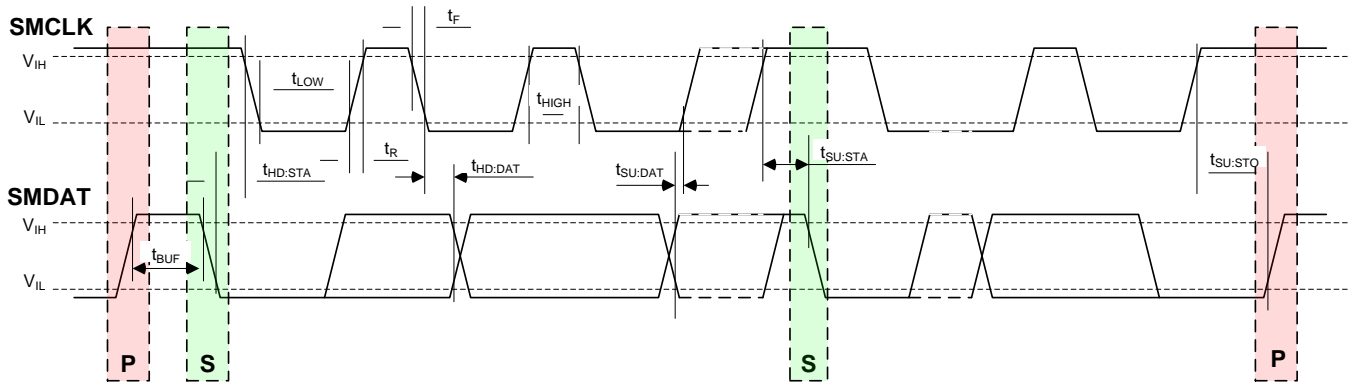 t_F
SMCLK
V_IH
t_LOW
V_IL
t_HIGH
t_HD:STA
t_R
t_HD:DAT
t_SU:DAT
t_SU:STA
t_SU:STO
SMDAT
V_IH
t_BUF
V_IL
P
S
S
P